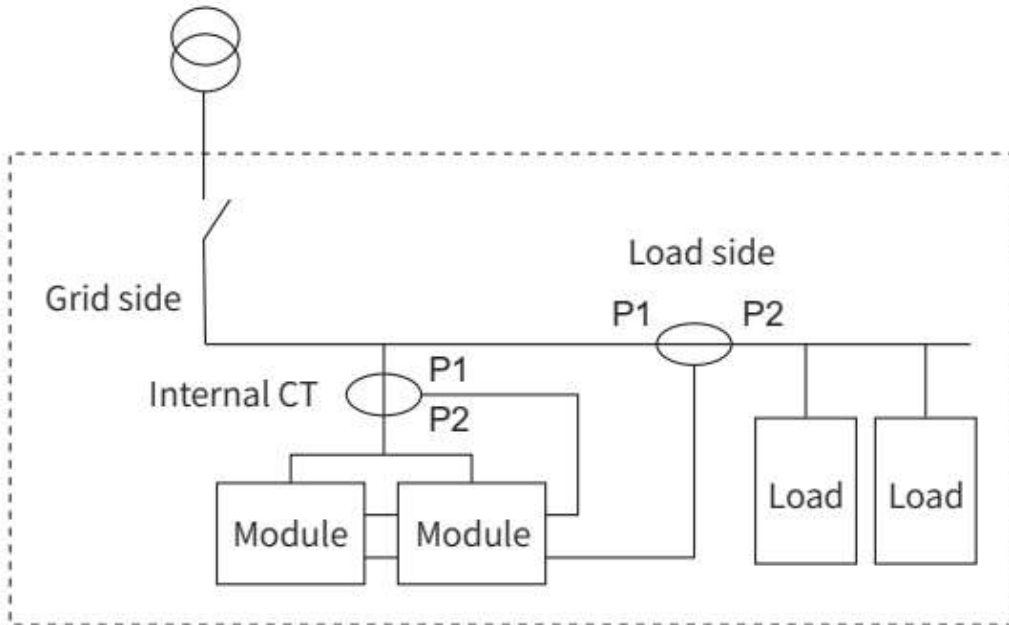 Load side
Grid side
P1
P2
Internal CT
P1
P2
Module
Module
Load
Load